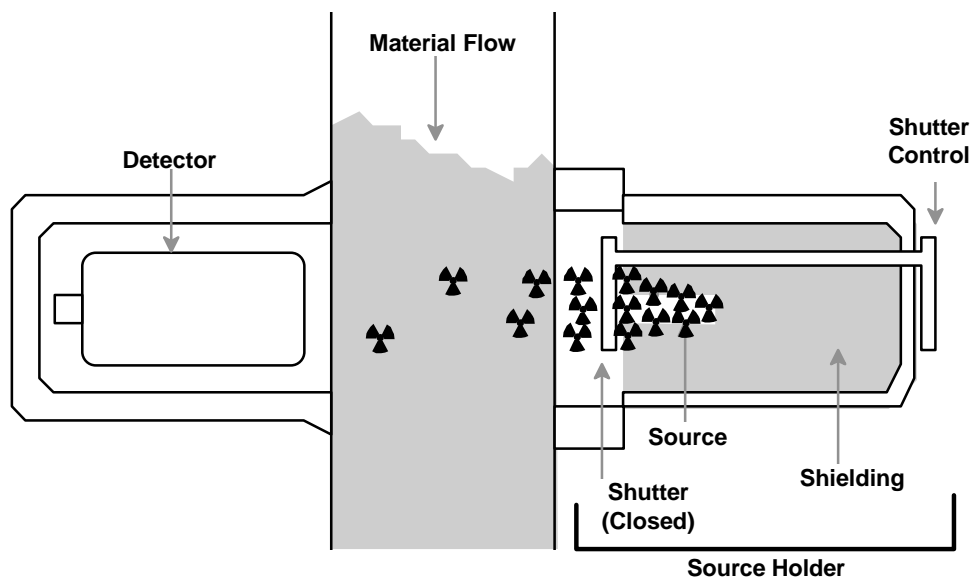 Material Flow
Shutter
Control
Detector
Source
Shielding
Shutter
(Closed)
Source Holder